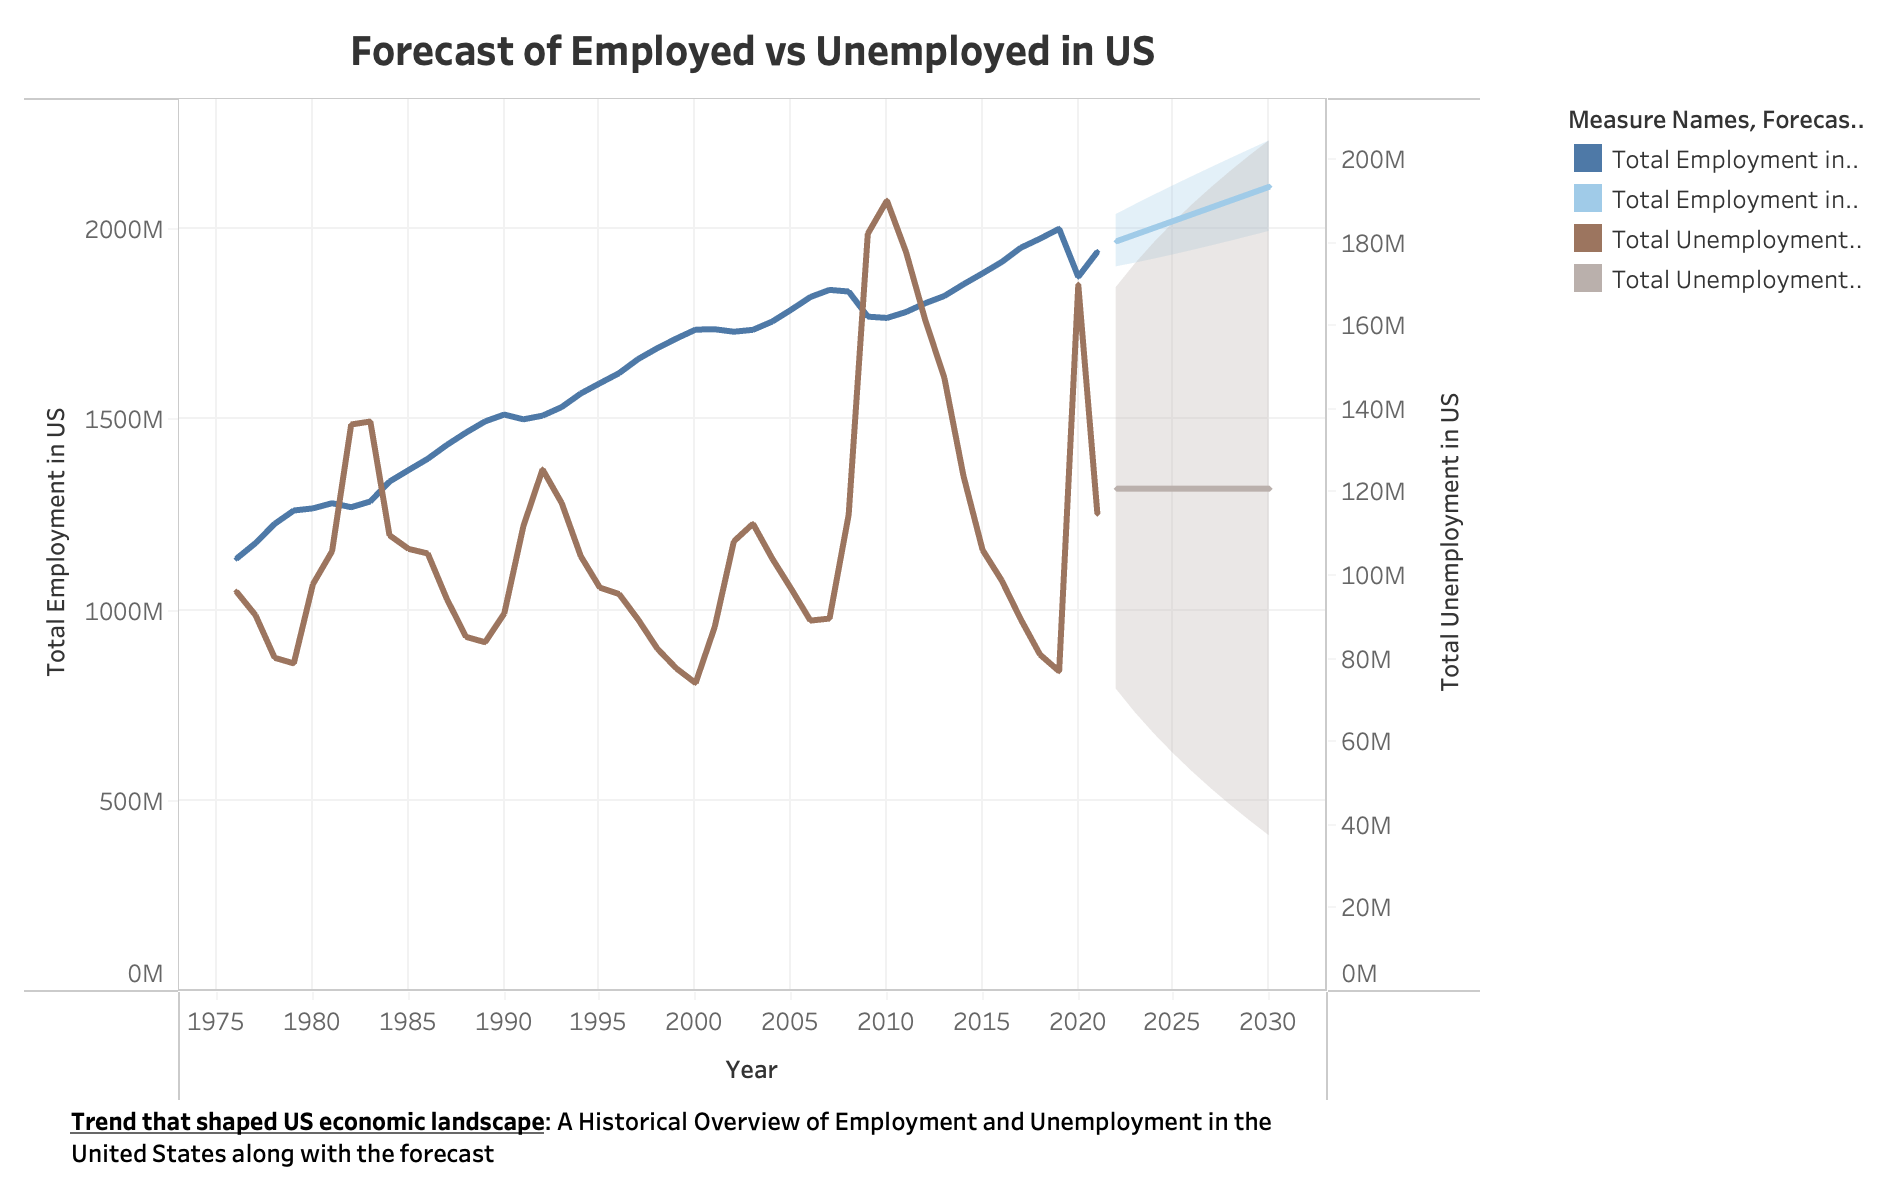 Forecast of Employed vs Unemployed in US
Measure Names, Forecas..
Total Employment in..
Total Employment in..
Total Unemployment..
Total Unemployment..
Total Employment in US
2000M
1500M
1000M
500M
0M
200M
180M
160M
140M
120M
100M
80M
60M
40M
20M
0M
Total Unemployment in US
1975 1980 1985 1990 1995 2000 2005 2010 2015 2020 2025 2030
Year
Trend that shaped US economic landscape: A Historical Overview of Employment and Unemployment in the
United States along with the forecast